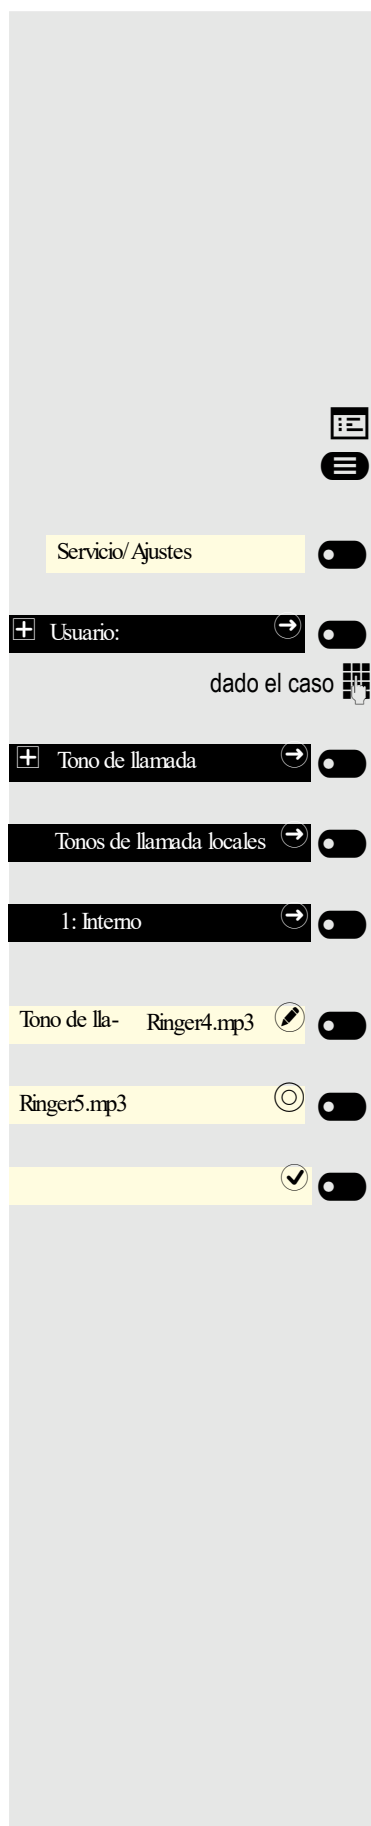 Servicio/Ajustes
Usuario:
dado el caso
Tono de llamada
Tonos de llamada locales
1: Interno
Tono de lla- Ringer4.mp3
Ringer5.mp3